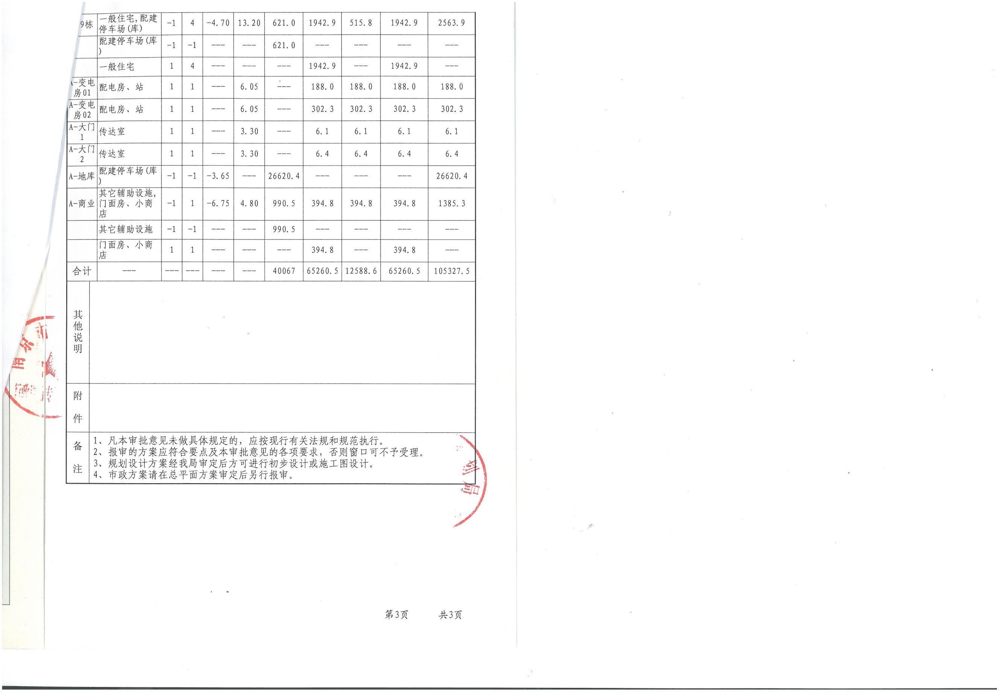 9栋 一般住宅,配建停车场(库) -1 4 -4.70 13.20 621.0 1942.9 515.8 1942.9 2563.9
配建停车场(库) -1 -1 --- --- 621.0 --- --- --- ---
一般住宅 1 4 --- --- --- 1942.9 --- 1942.9 ---
A-变电房01 配电房、站 1 1 --- 6.05 --- 188.0 188.0 188.0 188.0
A-变电房02 配电房、站 1 1 --- 6.05 --- 302.3 302.3 302.3 302.3
A-大门1 传达室 1 1 --- 3.30 --- 6.1 6.1 6.1 6.1
A-大门2 传达室 1 1 --- 3.30 --- 6.4 6.4 6.4 6.4
A-地库 配建停车场(库) -1 -1 -3.65 --- 26620.4 --- --- --- 26620.4
A-商业 其它辅助设施,门面房、小商店 -1 1 -6.75 4.80 990.5 394.8 394.8 394.8 1385.3
其它辅助设施 -1 -1 --- --- 990.5 --- --- --- ---
门面房、小商店 1 1 --- --- --- 394.8 --- 394.8 ---
合计 --- --- --- --- --- 40067 65260.5 12588.6 65260.5 105327.5
其他说明
附件
备注
1、凡本审批意见未做具体规定的，应按现行有关法规和规范执行。
2、报审的方案应符合要点及本审批意见的各项要求，否则窗口可不予受理。
3、规划设计方案经我局审定后方可进行初步设计或施工图设计。
4、市政方案请在总平面方案审定后另行报审。
划局
第3页 共3页